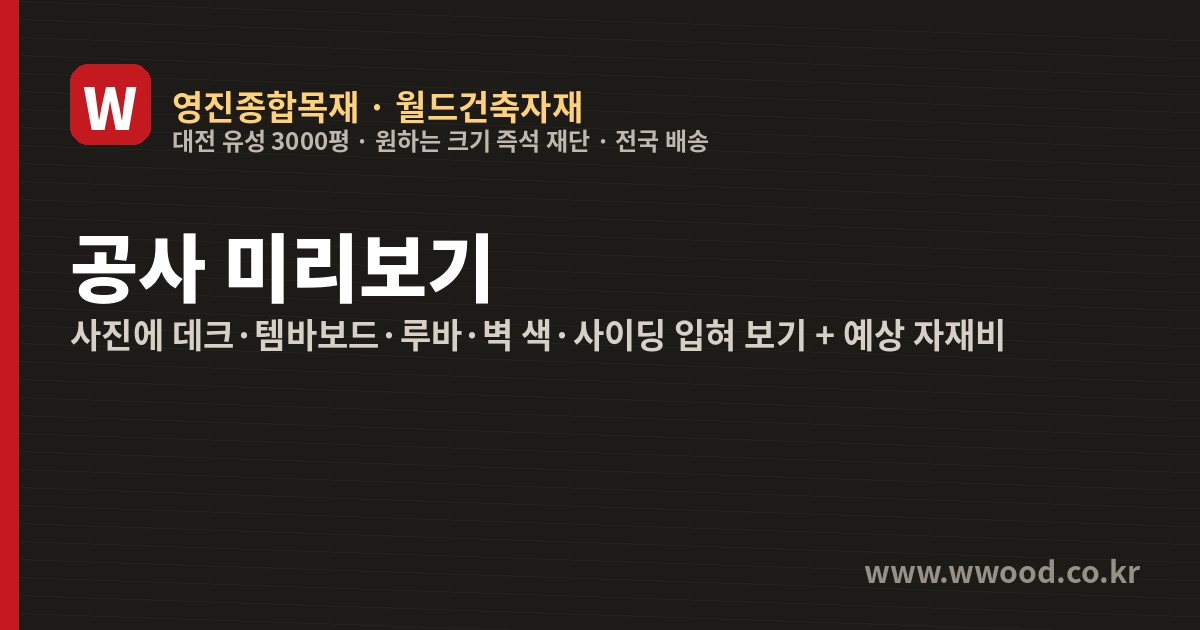 W
영진종합목재 · 월드건축자재
대전 유성 3000평 · 원하는 크기 즉석 재단 · 전국 배송
공사 미리보기
사진에 데크·템바보드·루바·벽 색·사이딩 입혀 보기 + 예상 자재비
www.wwood.co.kr